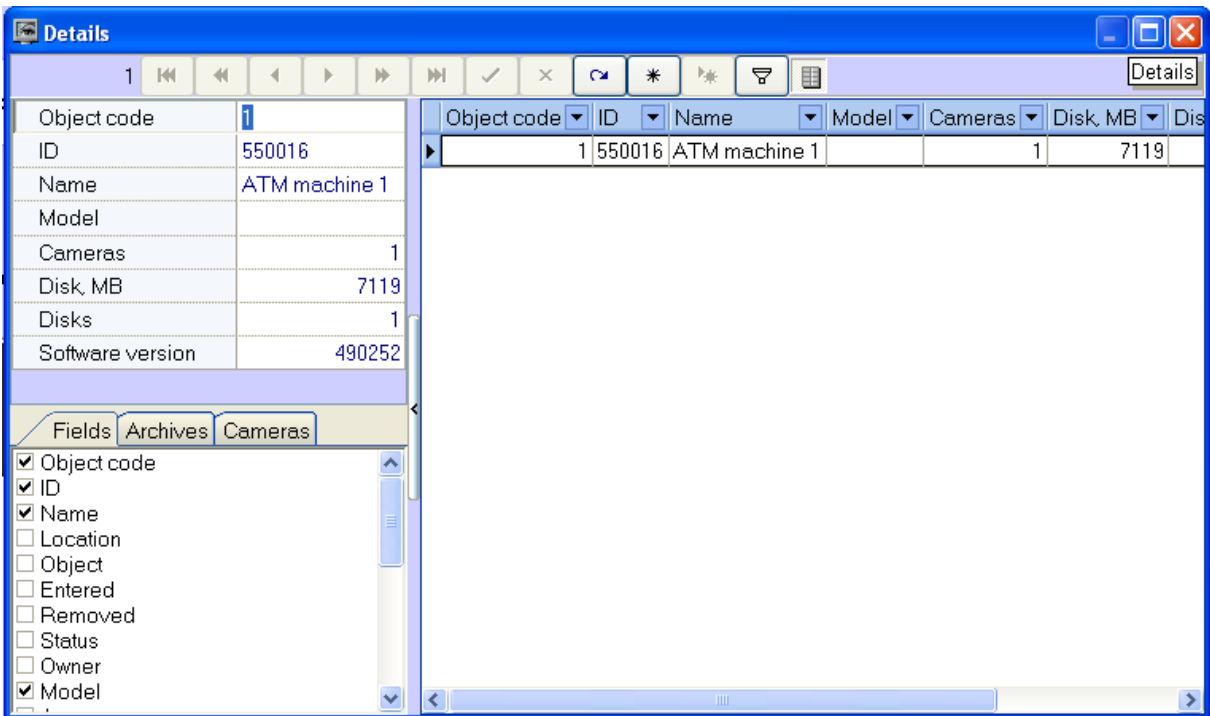 Details
1
Details
Object code 1
ID 550016
Name ATM machine 1
Model
Cameras 1
Disk, MB 7119
Disks 1
Software version 490252
Fields Archives Cameras
Object code
ID
Name
Location
Object
Entered
Removed
Status
Owner
Model
Object code ID Name Model Cameras Disk, MB Dis
1 550016 ATM machine 1 1 7119